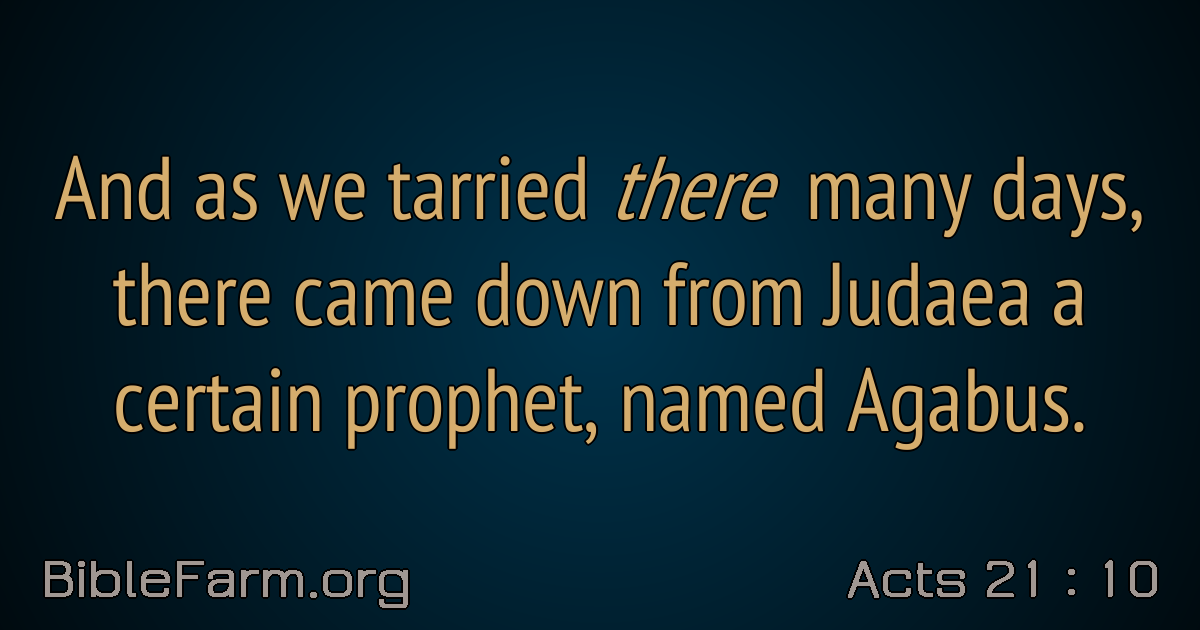 And as we tarried there many days,
there came down from Judaea a
certain prophet, named Agabus.
BibleFarm.org
Acts 21 : 10